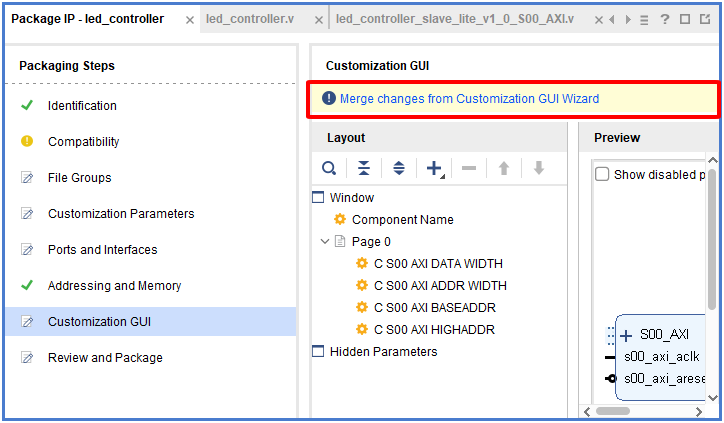 Package IP - led_controller
led_controller.v
led_controller_slave_lite_v1_0_S00_AXI.v
Packaging Steps
Identification
Compatibility
File Groups
Customization Parameters
Ports and Interfaces
Addressing and Memory
Customization GUI
Review and Package
Customization GUI
Merge changes from Customization GUI Wizard
Layout
Window
Component Name
Page 0
C S00 AXI DATA WIDTH
C S00 AXI ADDR WIDTH
C S00 AXI BASEADDR
C S00 AXI HIGHADDR
Hidden Parameters
Preview
Show disabled p
S00_AXI
s00_axi_aclk
s00_axi_arese